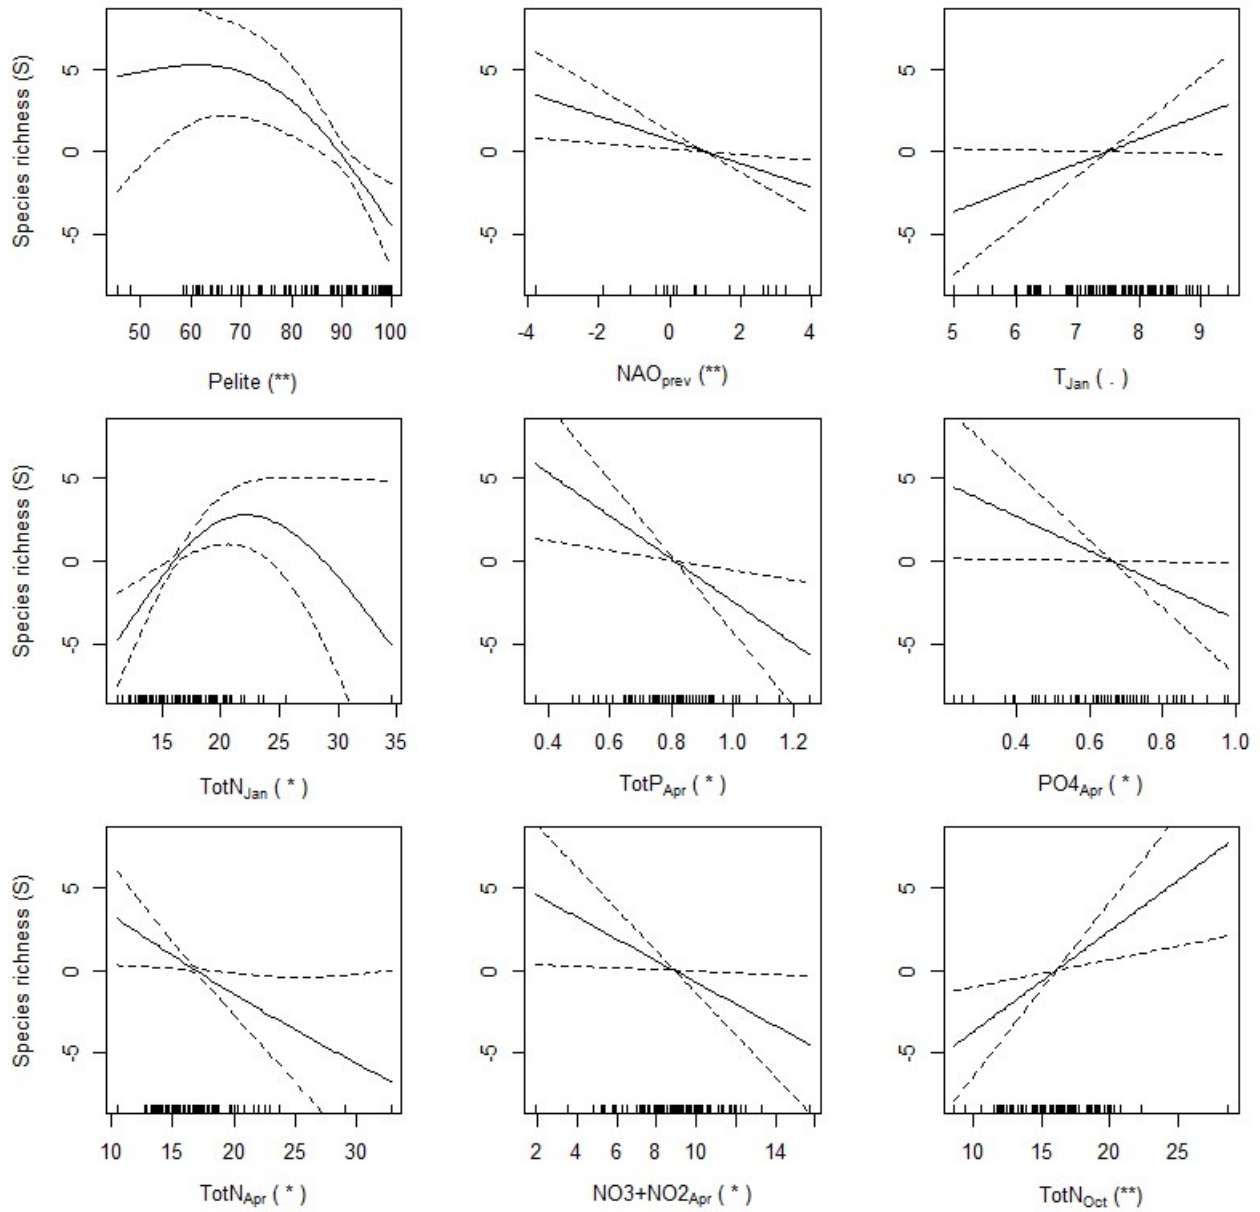 Species richness (S)
5
0
-5
50 60 70 80 90 100
Pelite (**)
5
0
-5
-4 -2 0 2 4
NAOprev (**)
5
0
-5
5 6 7 8 9
TJan ( . )
Species richness (S)
5
0
-5
15 20 25 30 35
TotNJan ( * )
5
0
-5
0.4 0.6 0.8 1.0 1.2
TotPApr ( * )
5
0
-5
0.4 0.6 0.8 1.0
PO4Apr ( * )
Species richness (S)
5
0
-5
10 15 20 25 30
TotNApr ( * )
5
0
-5
2 4 6 8 10 14
NO3+NO2Apr ( * )
5
0
-5
10 15 20 25
TotNOct (**)